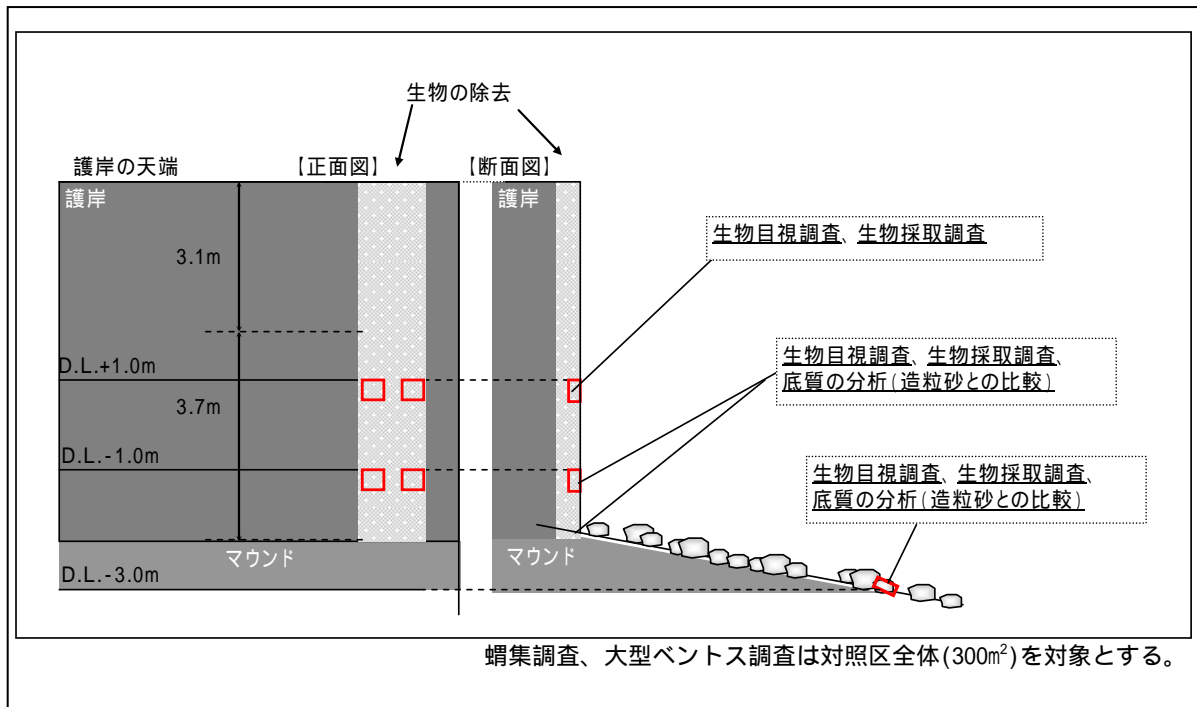 生物の除去
護岸の天端
【正面図】
【断面図】
護岸
護岸
3.1m
生物目視調査、生物採取調査
D.L.+1.0m
生物目視調査、生物採取調査、
底質の分析(造粒砂との比較)
3.7m
D.L.-1.0m
生物目視調査、生物採取調査、
底質の分析(造粒砂との比較)
マウンド
マウンド
D.L.-3.0m
蝟集調査、大型ベントス調査は対照区全体(300m²)を対象とする。